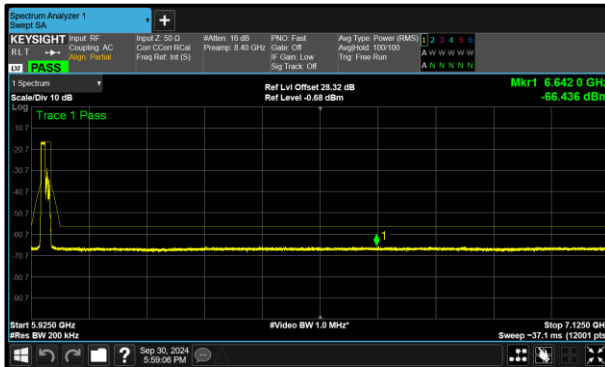 Spectrum Analyzer 1
Swept SA
KEYSIGHT Input: RF Input Z: 50 Ω #Atten: 16 dB PNO: Fast Avg Type: Power (RMS) 1 2 3 4 5 6
RLT Coupling: AC Corr CCorr RCal Preamp: 8.40 GHz Gate: Off Avg|Hold: 100/100 A W W W W W
Align: Partial Freq Ref: Int (S) IF Gain: Low Trig: Free Run
LNI PASS Sig Track: Off A N N N N N
1 Spectrum Ref Lvl Offset 28.32 dB Mkr1 6.642 0 GHz
Scale/Div 10 dB Ref Level -0.68 dBm -66.436 dBm
Log Trace 1 Pass
-10.7
-20.7
-30.7
-40.7
-50.7
-60.7 1
-70.7
-80.7
-90.7
Start 5.9250 GHz #Video BW 1.0 MHz* Stop 7.1250 GHz
#Res BW 200 kHz Sweep ~37.1 ms (12001 pts)
? Sep 30, 2024
5:59:06 PM